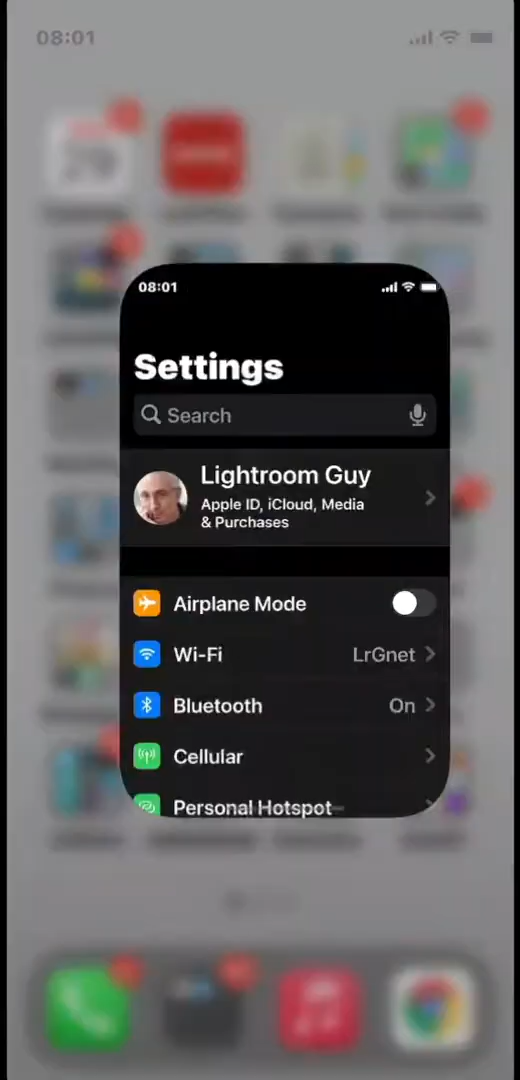 08:01
29
08:01
Settings
Search
Lightroom Guy
Apple ID, iCloud, Media
& Purchases
Airplane Mode
Wi-Fi
LrGnet
Bluetooth
On
Cellular
Personal Hotspot